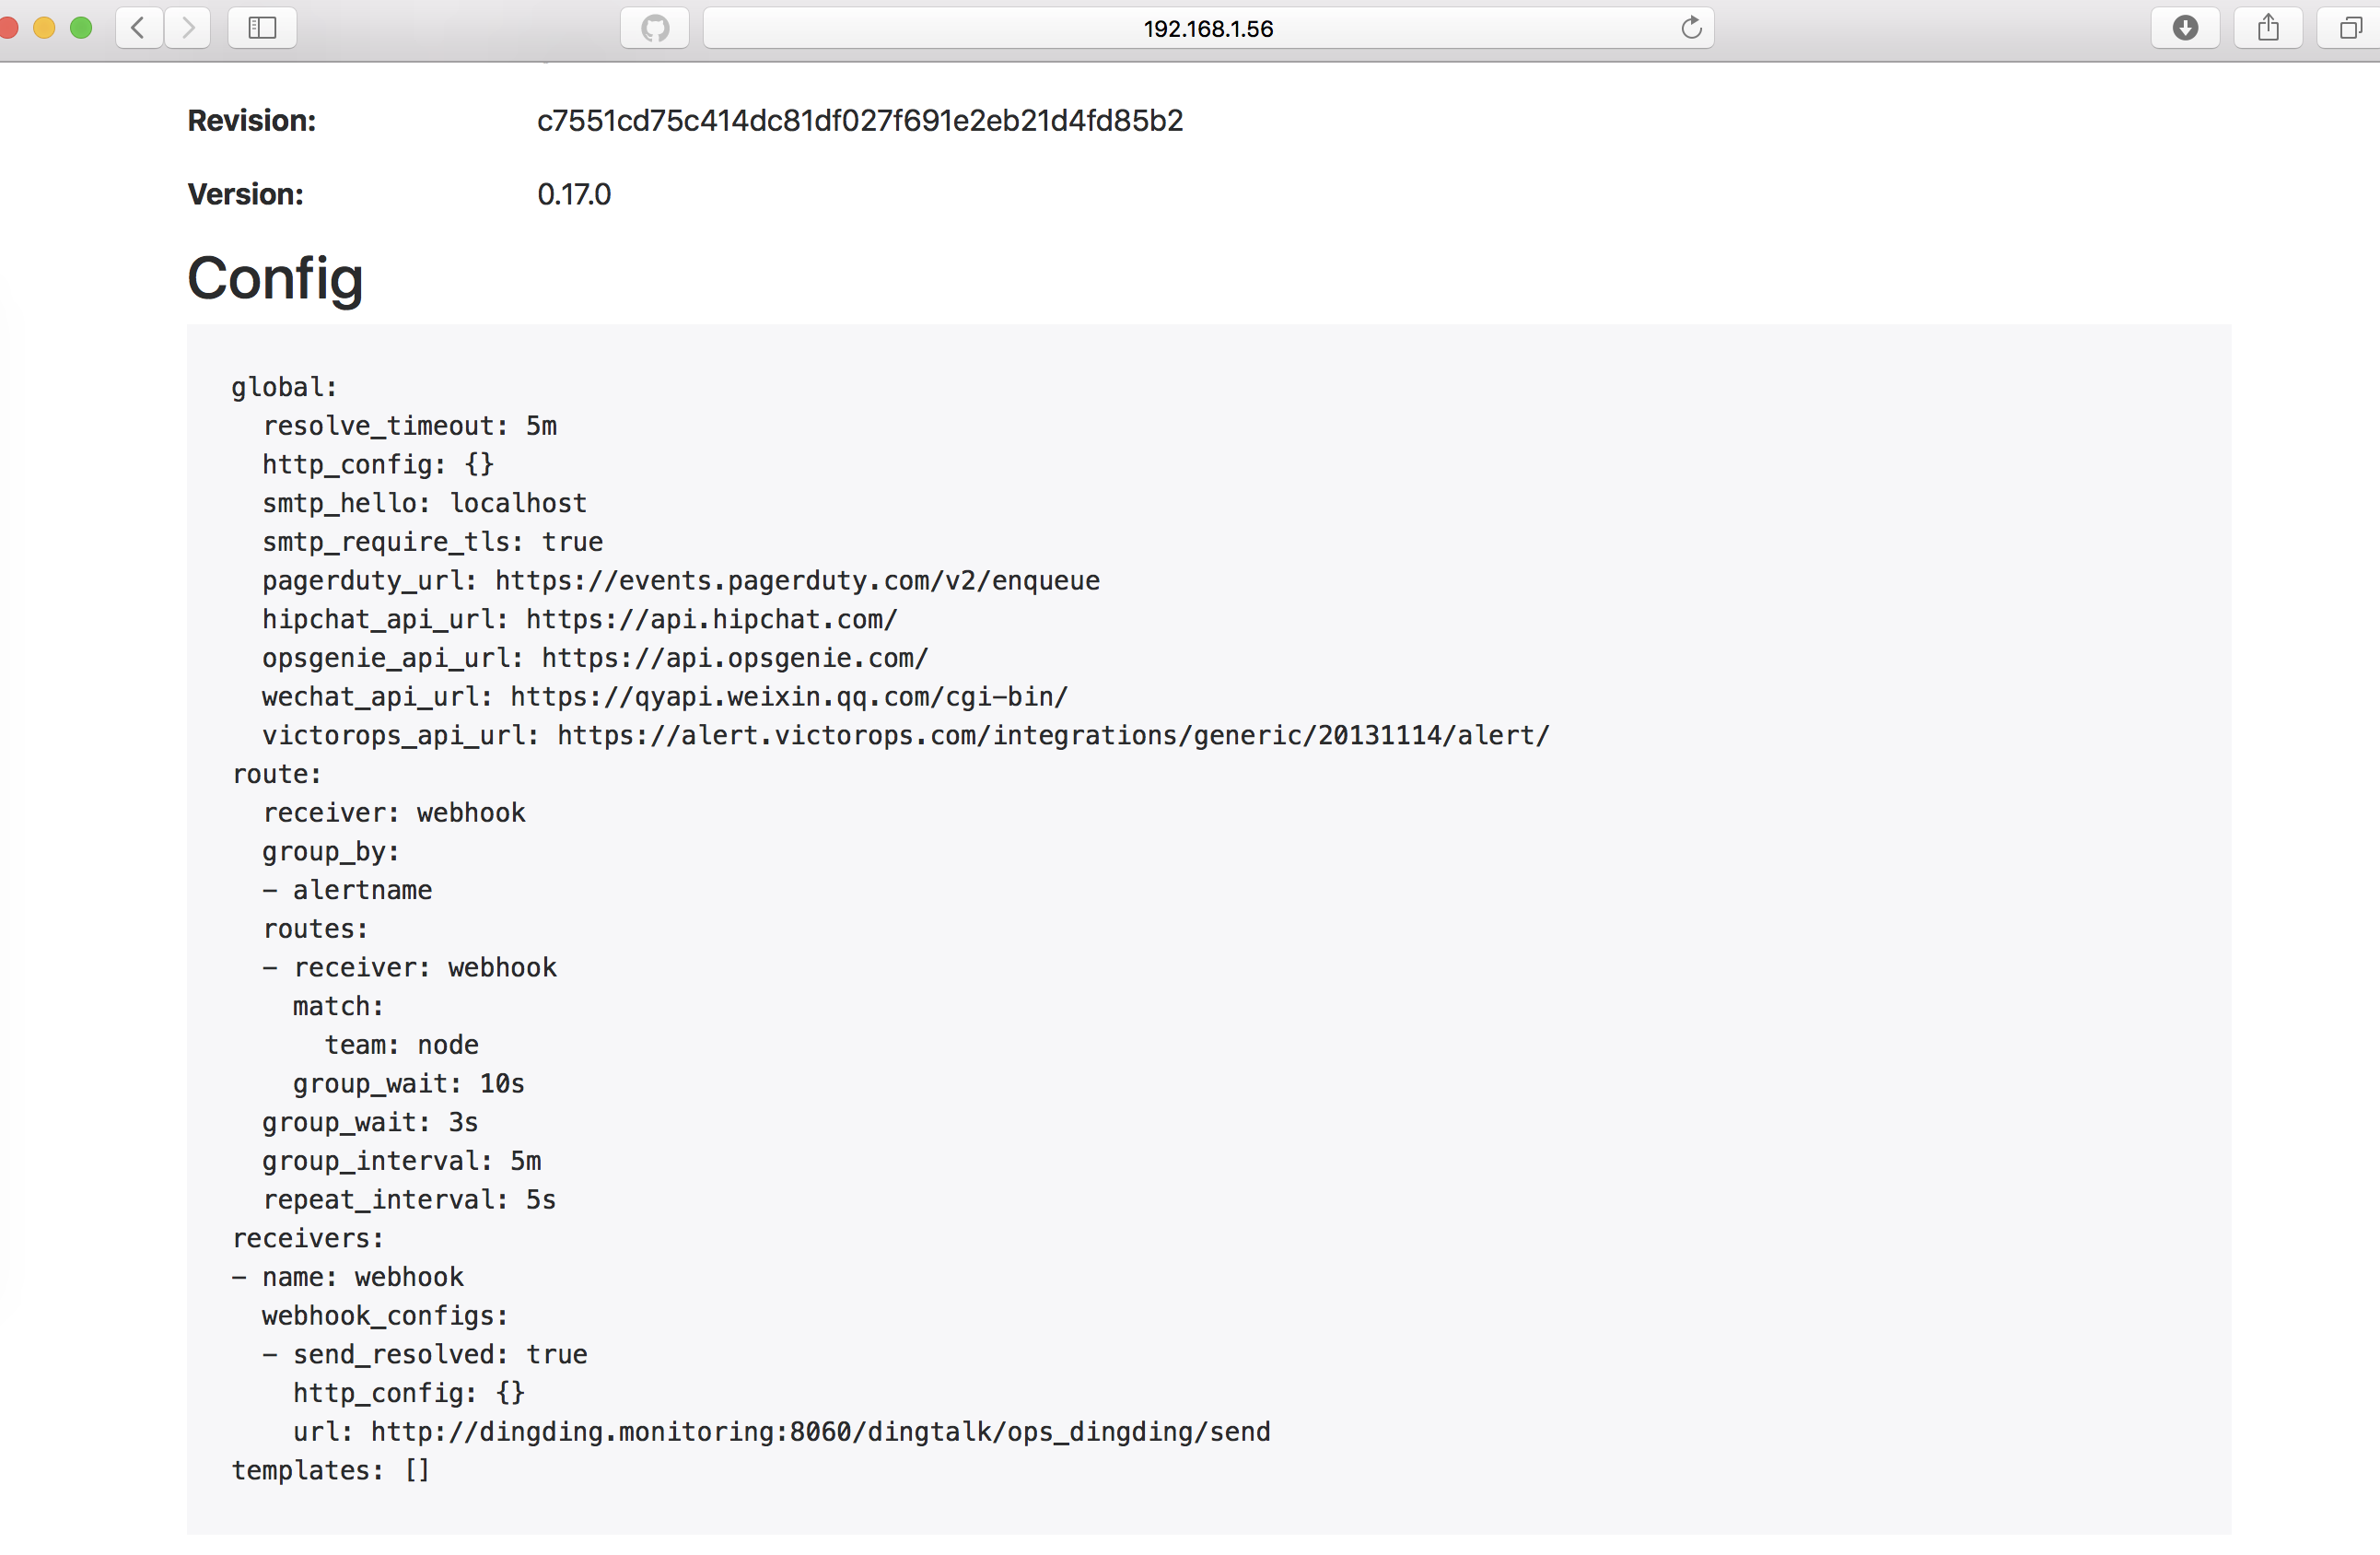 192.168.1.56
Revision: c7551cd75c414dc81df027f691e2eb21d4fd85b2
Version: 0.17.0
Config
global:
  resolve_timeout: 5m
  http_config: {}
  smtp_hello: localhost
  smtp_require_tls: true
  pagerduty_url: https://events.pagerduty.com/v2/enqueue
  hipchat_api_url: https://api.hipchat.com/
  opsgenie_api_url: https://api.opsgenie.com/
  wechat_api_url: https://qyapi.weixin.qq.com/cgi-bin/
  victorops_api_url: https://alert.victorops.com/integrations/generic/20131114/alert/
route:
  receiver: webhook
  group_by:
  - alertname
  routes:
  - receiver: webhook
    match:
      team: node
    group_wait: 10s
  group_wait: 3s
  group_interval: 5m
  repeat_interval: 5s
receivers:
- name: webhook
  webhook_configs:
  - send_resolved: true
    http_config: {}
    url: http://dingding.monitoring:8060/dingtalk/ops_dingding/send
templates: []